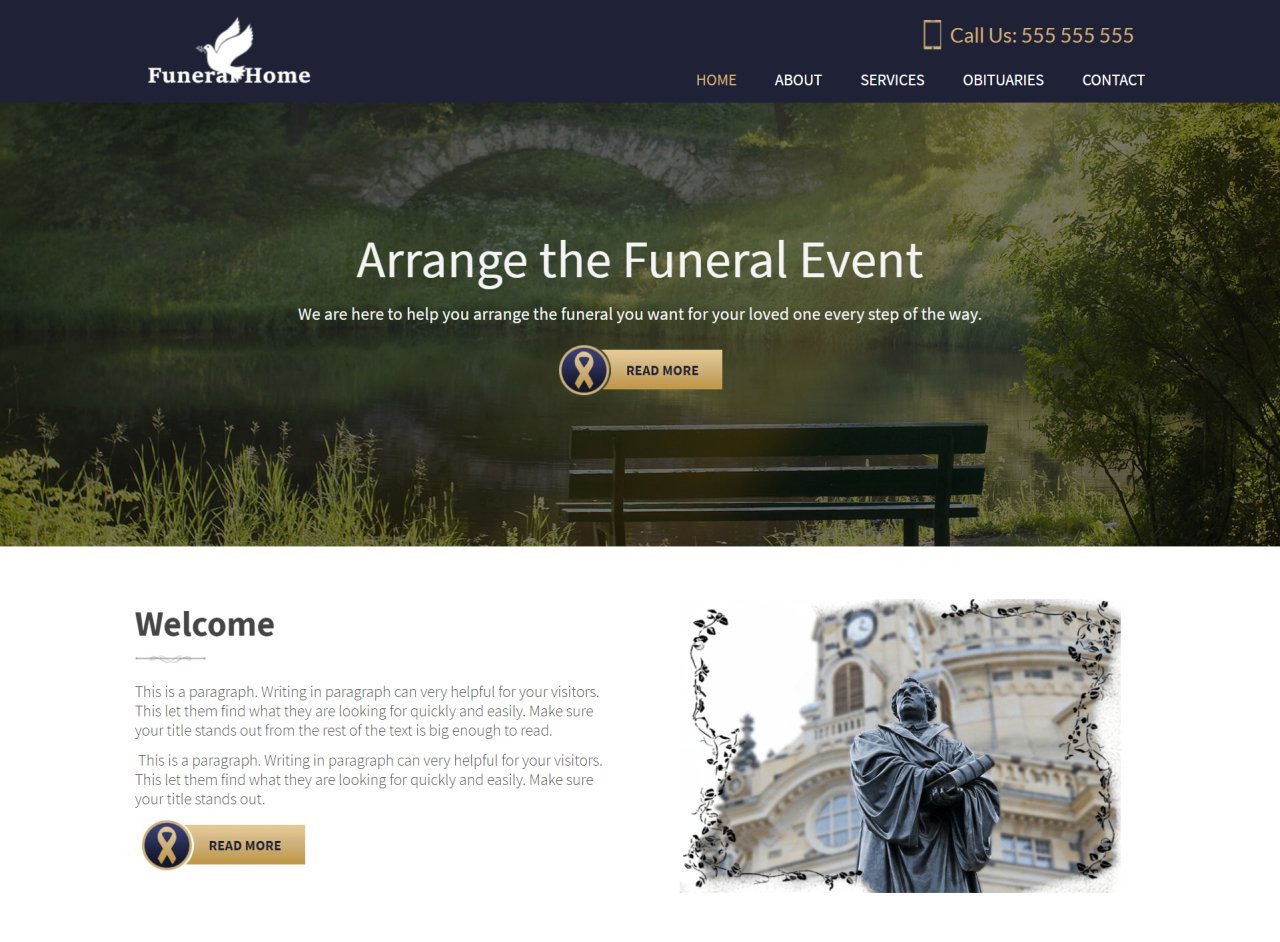 Funeral Home
Call Us: 555 555 555
HOME ABOUT SERVICES OBITUARIES CONTACT
Arrange the Funeral Event
We are here to help you arrange the funeral you want for your loved one every step of the way.
READ MORE
Welcome
This is a paragraph. Writing in paragraph can very helpful for your visitors.
This let them find what they are looking for quickly and easily. Make sure
your title stands out from the rest of the text is big enough to read.
This is a paragraph. Writing in paragraph can very helpful for your visitors.
This let them find what they are looking for quickly and easily. Make sure
your title stands out.
READ MORE